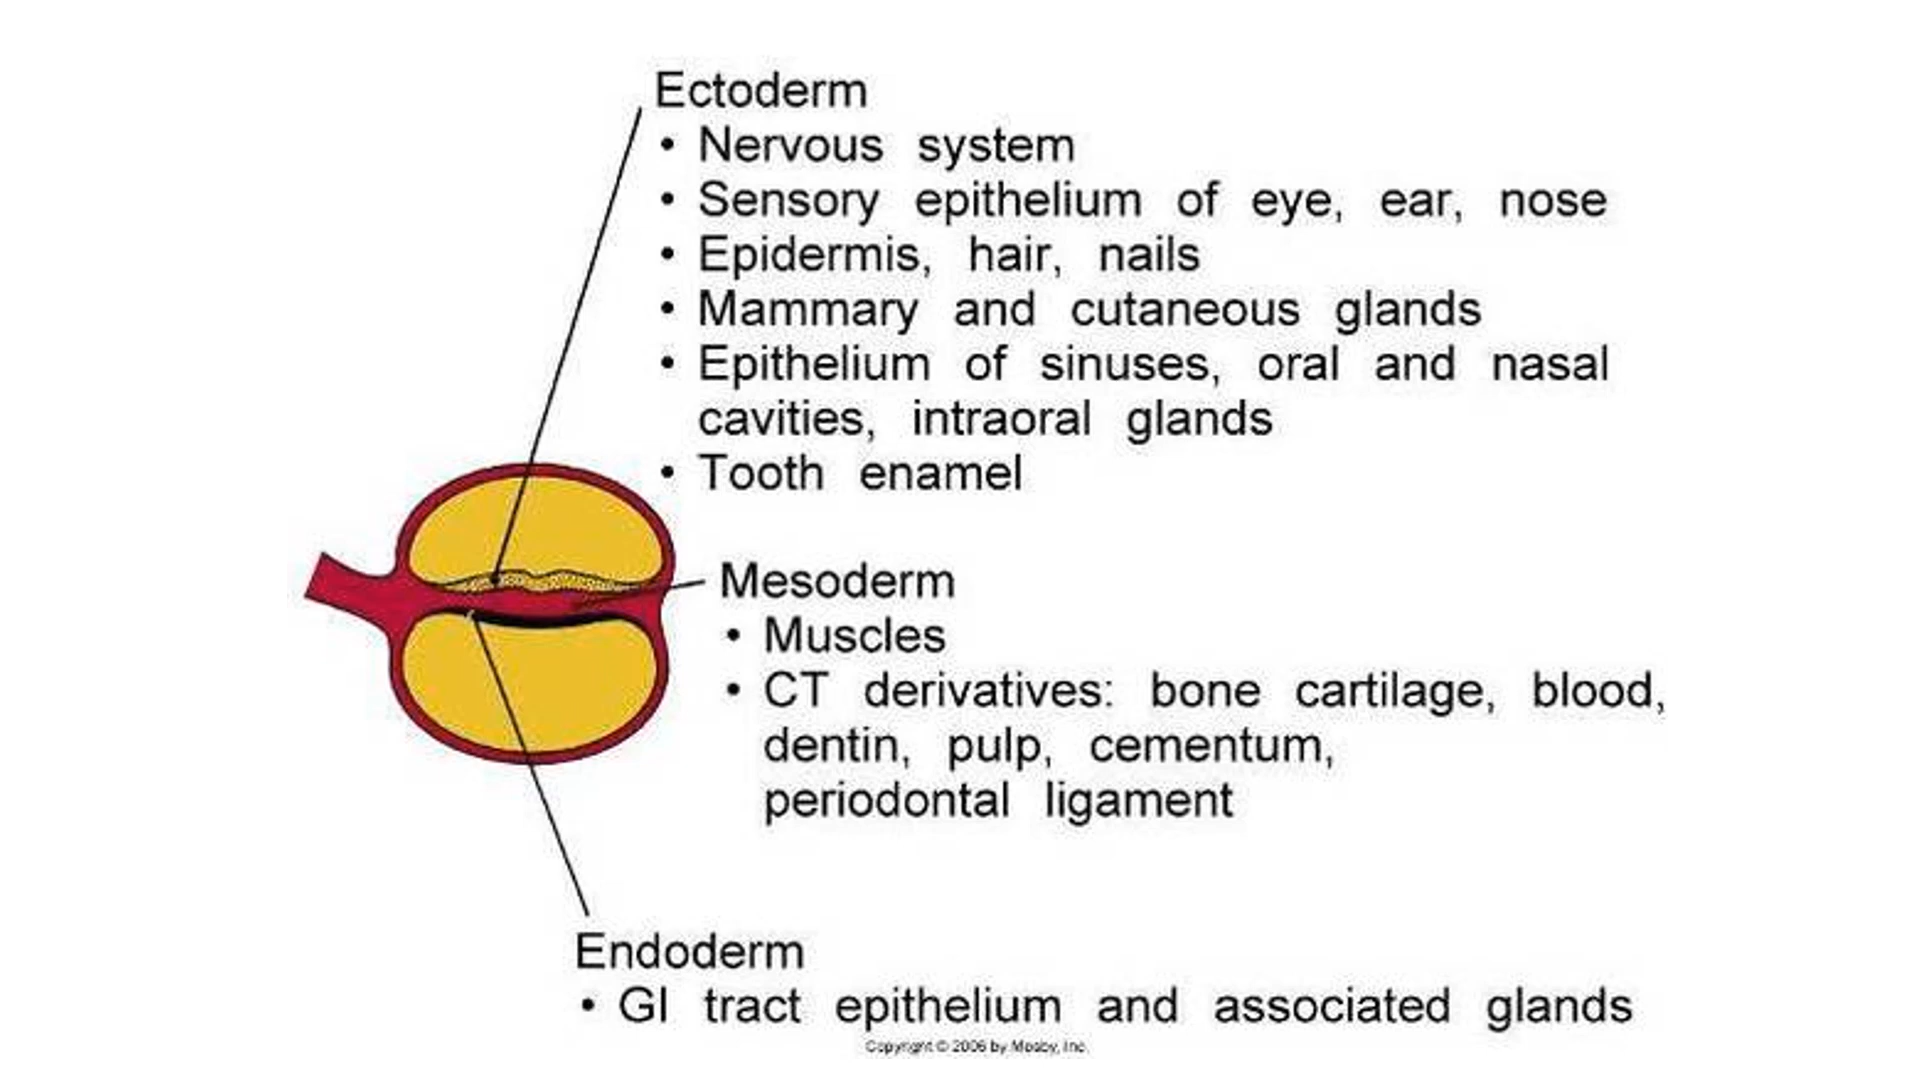 Ectoderm
• Nervous system
• Sensory epithelium of eye, ear, nose
• Epidermis, hair, nails
• Mammary and cutaneous glands
• Epithelium of sinuses, oral and nasal
cavities, intraoral glands
• Tooth enamel
Mesoderm
• Muscles
• CT derivatives: bone cartilage, blood,
dentin, pulp, cementum,
periodontal ligament
Endoderm
• GI tract epithelium and associated glands
Copyright © 2006 by Mosby, Inc.